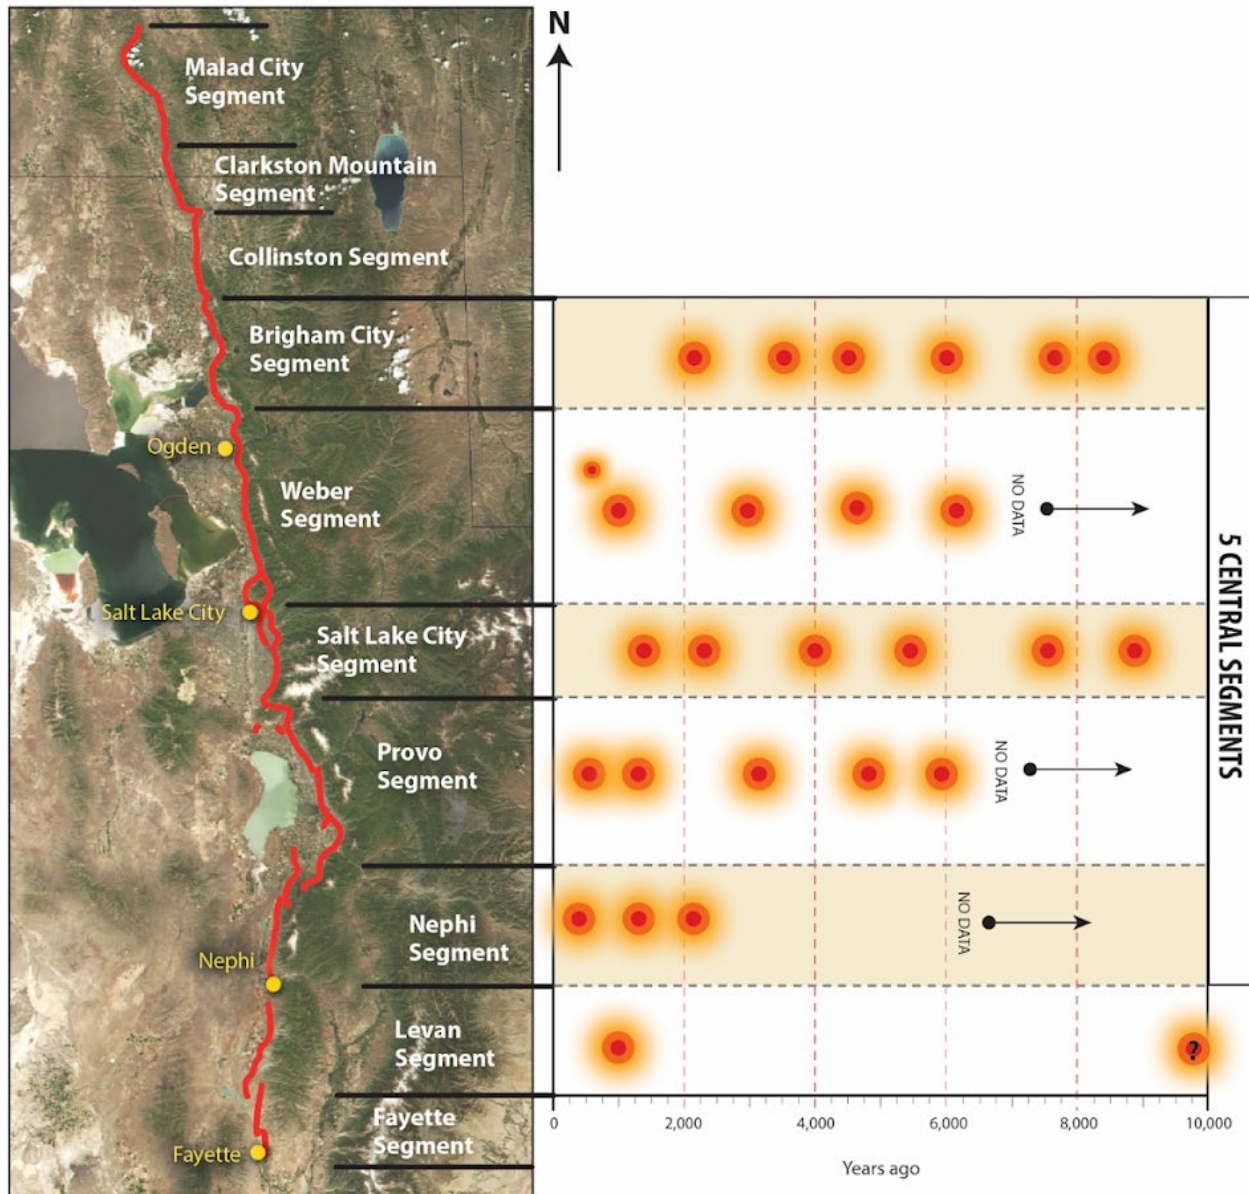 N
Malad City
Segment
Clarkston Mountain
Segment
Collinston Segment
Brigham City
Segment
Ogden
Weber
Segment
NO DATA
Salt Lake City
Salt Lake City
Segment
5 CENTRAL SEGMENTS
Provo
Segment
NO DATA
Nephi
Segment
NO DATA
Nephi
Levan
Segment
?
Fayette
Segment
Fayette
0
2,000
4,000
6,000
8,000
10,000
Years ago